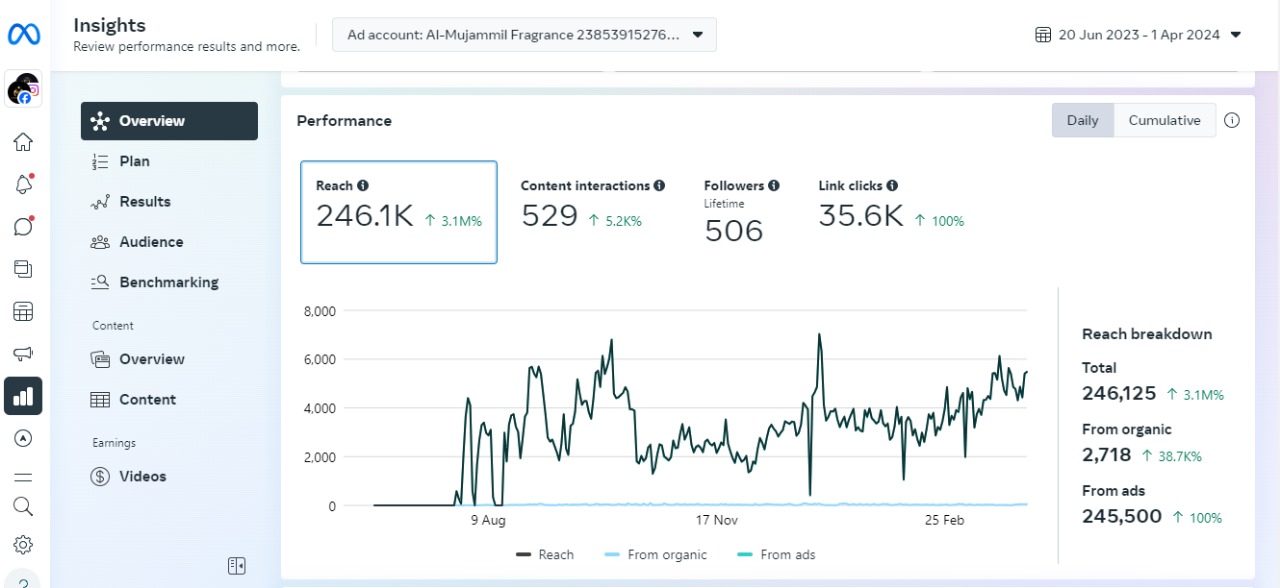 Insights
Review performance results and more.
Ad account: Al-Mujammil Fragrance 23853915276...
20 Jun 2023 - 1 Apr 2024
Overview
Plan
Results
Audience
Benchmarking
Content
Overview
Content
Earnings
Videos
Performance
Daily
Cumulative
Reach
246.1K ↑ 3.1M%
Content interactions
529 ↑ 5.2K%
Followers
Lifetime
506
Link clicks
35.6K ↑ 100%
8,000
6,000
4,000
2,000
0
9 Aug
17 Nov
25 Feb
Reach
From organic
From ads
Reach breakdown
Total
246,125 ↑ 3.1M%
From organic
2,718 ↑ 38.7K%
From ads
245,500 ↑ 100%